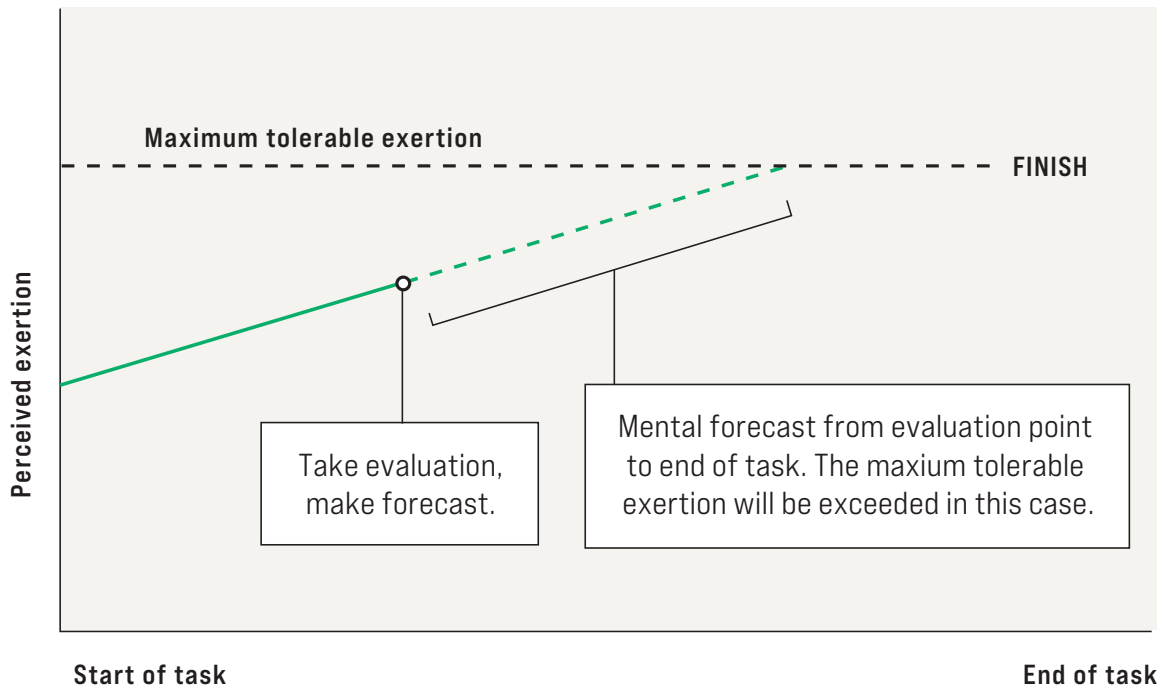 Maximum tolerable exertion
FINISH
Perceived exertion
Take evaluation,
make forecast.
Mental forecast from evaluation point
to end of task. The maxium tolerable
exertion will be exceeded in this case.
Start of task
End of task